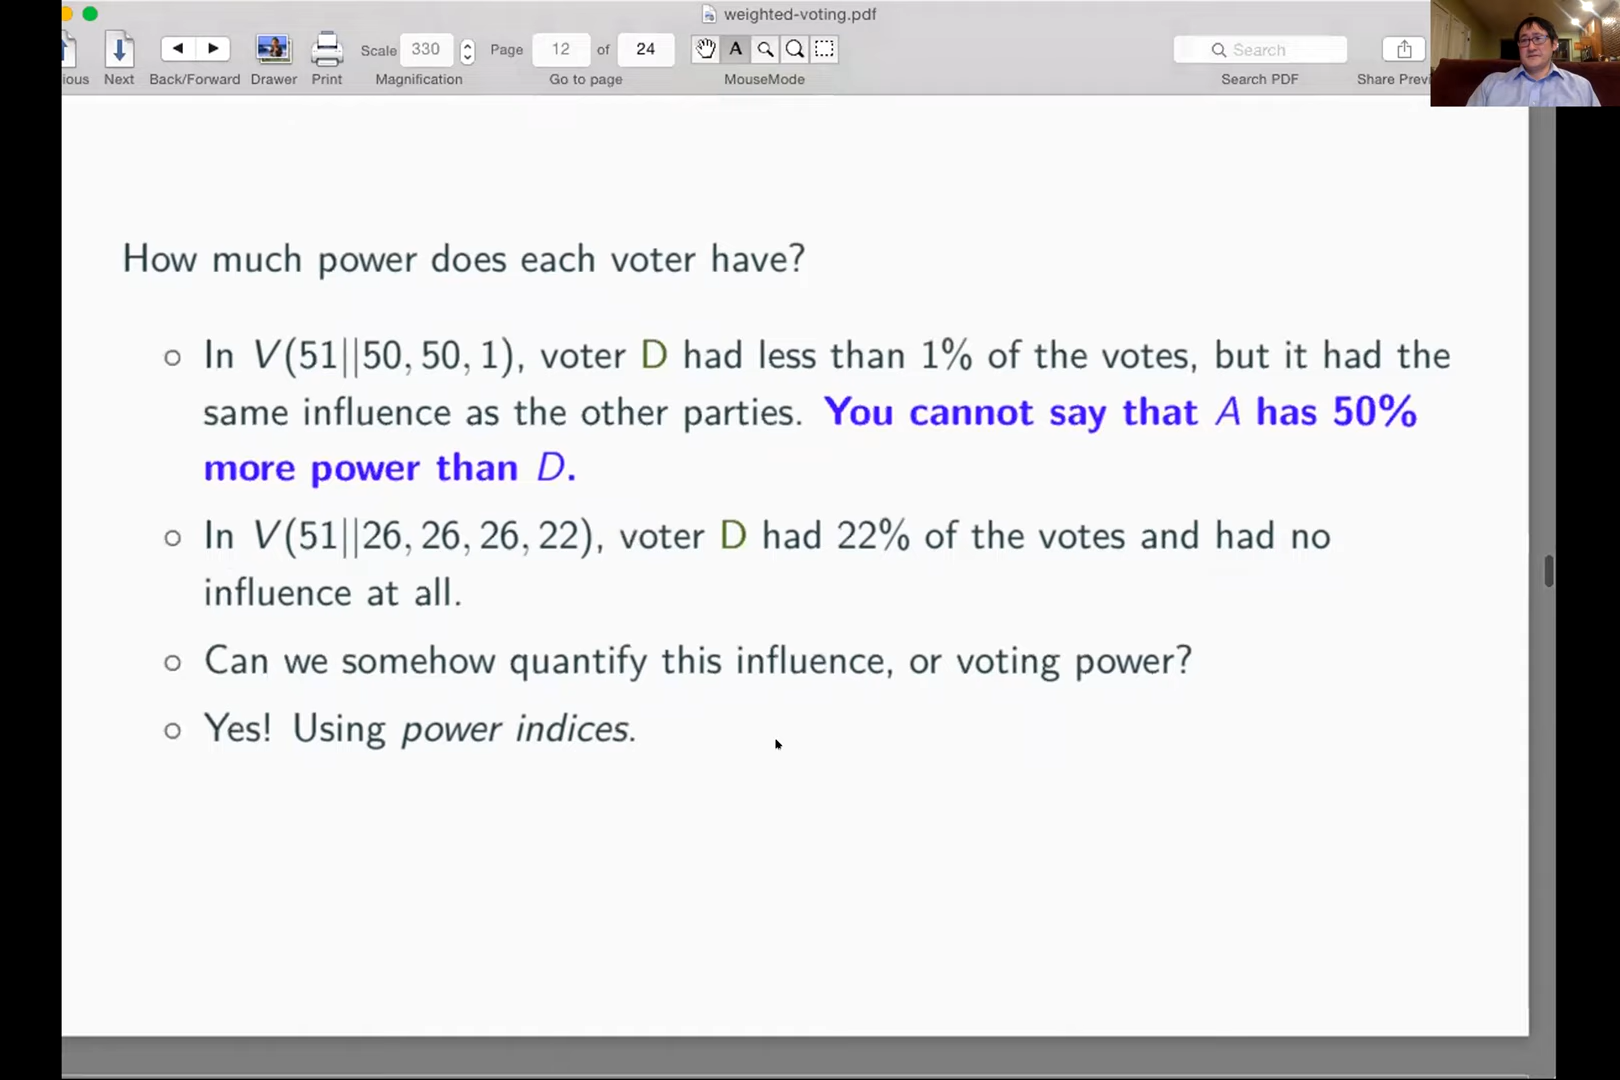 weighted-voting.pdf
ious Next Back/Forward Drawer Print Scale 330 Magnification Page 12 of 24 Go to page A MouseMode Search Search PDF Share Previ
How much power does each voter have?
○ In V(51||50, 50, 1), voter D had less than 1% of the votes, but it had the
same influence as the other parties. You cannot say that A has 50%
more power than D.
○ In V(51||26, 26, 26, 22), voter D had 22% of the votes and had no
influence at all.
○ Can we somehow quantify this influence, or voting power?
○ Yes! Using power indices.